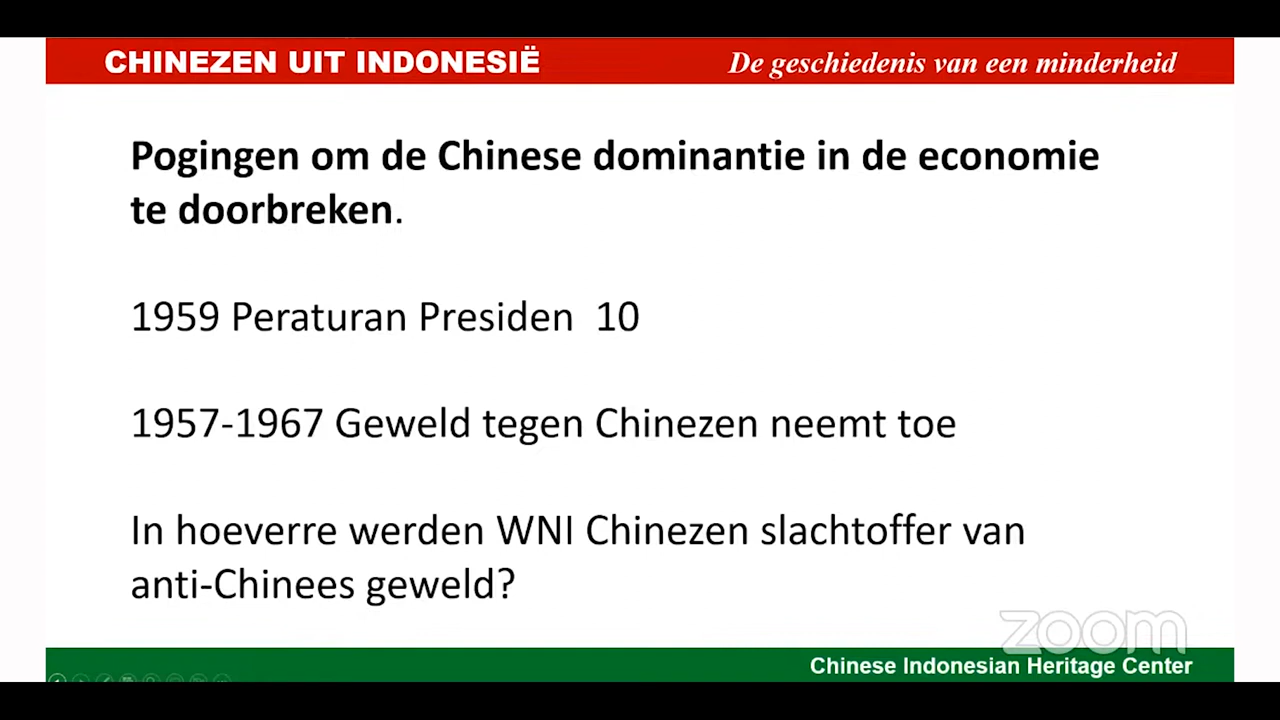 CHINEZEN UIT INDONESIË
De geschiedenis van een minderheid
Pogingen om de Chinese dominantie in de economie
te doorbreken.
1959 Peraturan Presiden 10
1957-1967 Geweld tegen Chinezen neemt toe
In hoeverre werden WNI Chinezen slachtoffer van
anti-Chinees geweld?
zoom
Chinese Indonesian Heritage Center